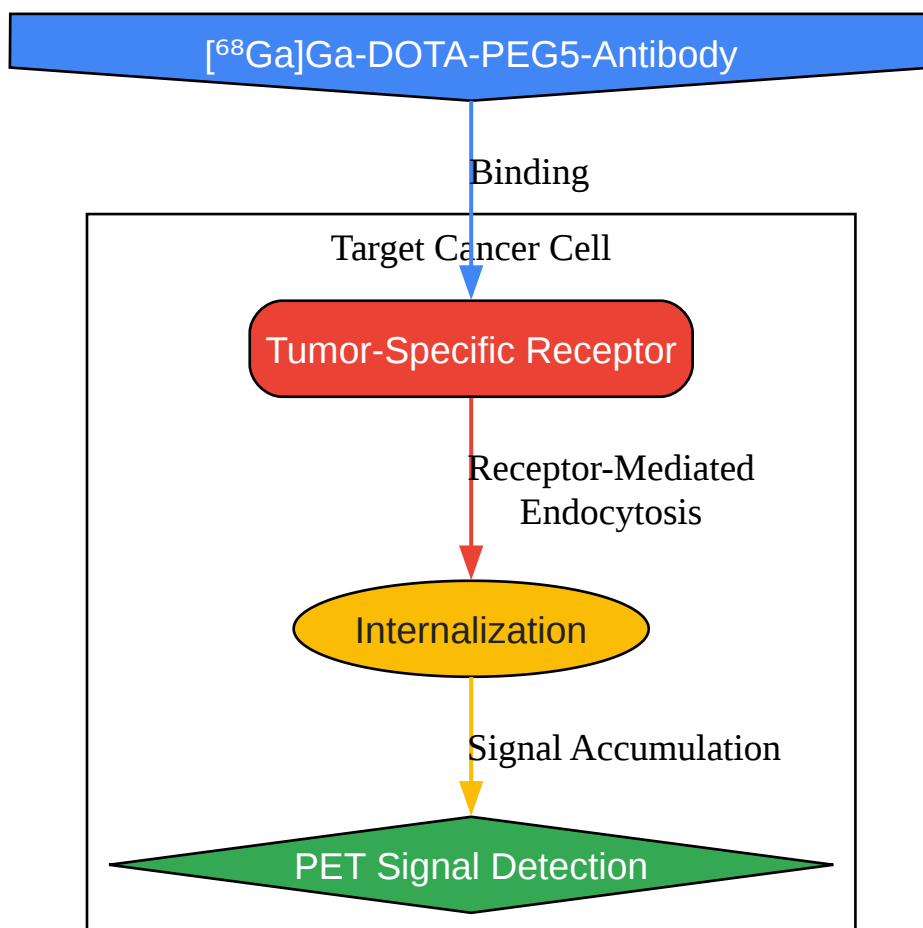 [⁶⁸Ga]Ga-DOTA-PEG5-Antibody
Binding
Target Cancer Cell
Tumor-Specific Receptor
Receptor-Mediated
Endocytosis
Internalization
Signal Accumulation
PET Signal Detection